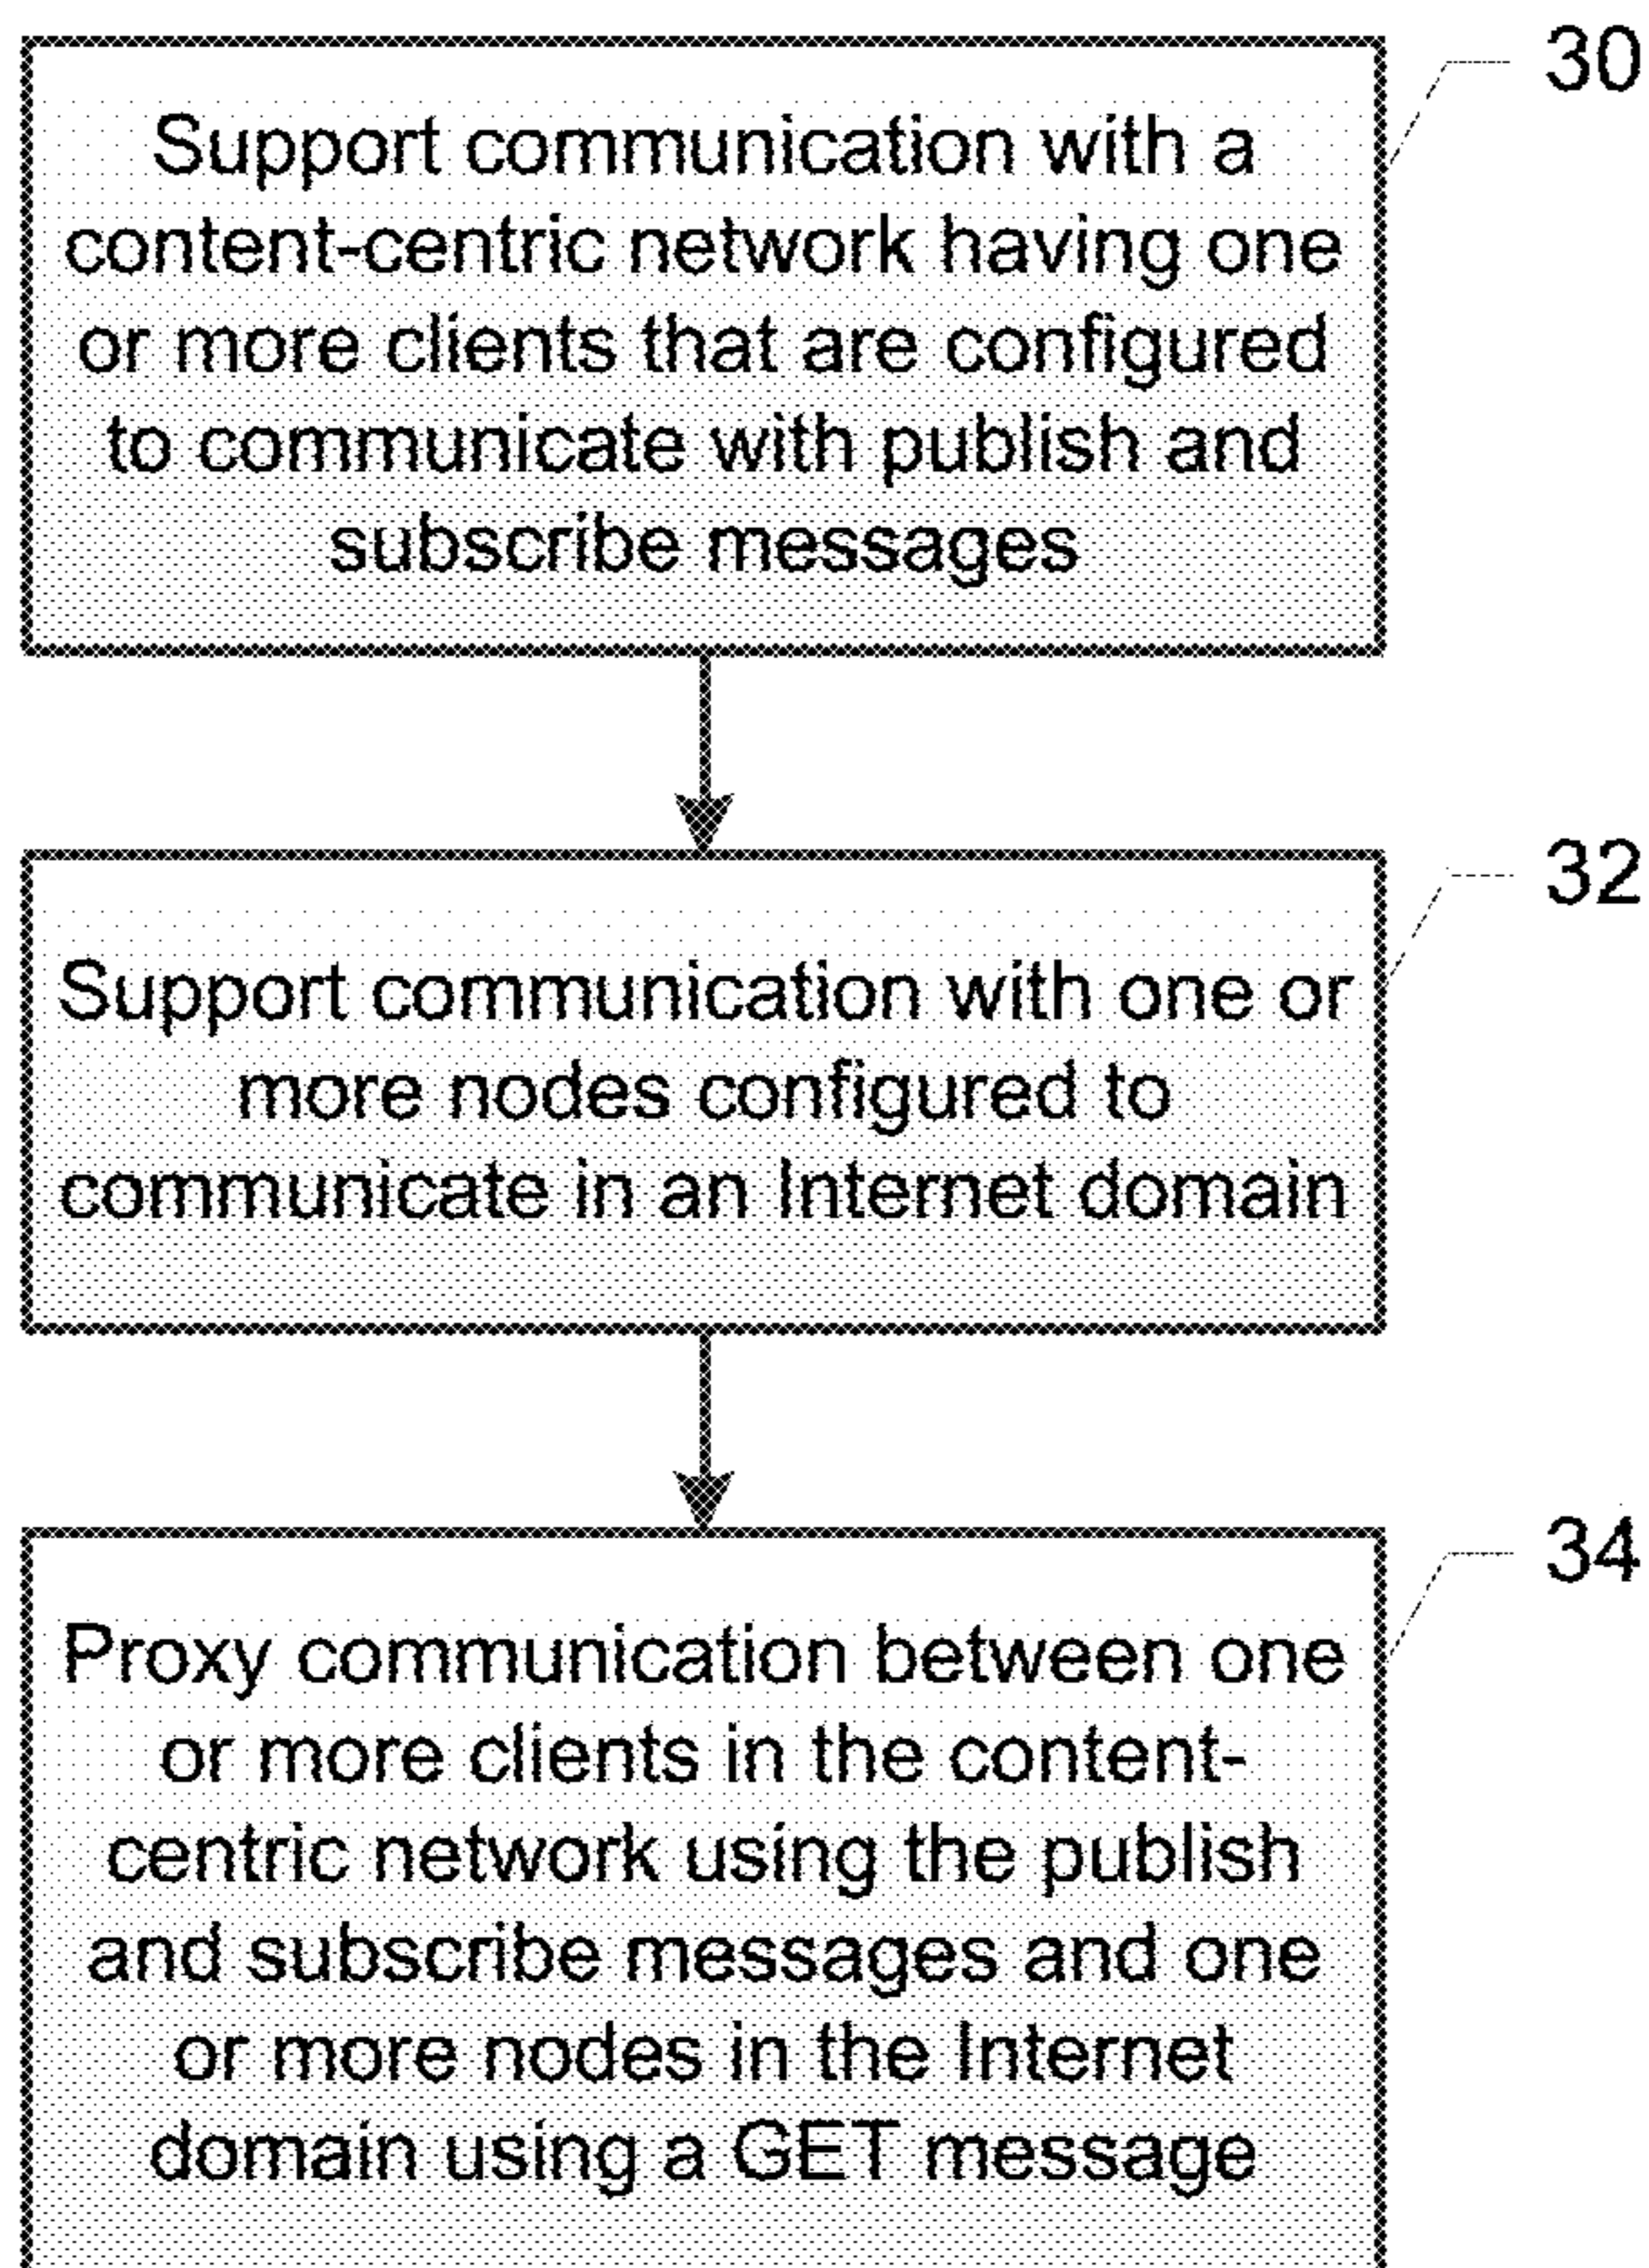 30
Support communication with a
content-centric network having one
or more clients that are configured
to communicate with publish and
subscribe messages
32
Support communication with one or
more nodes configured to
communicate in an Internet domain
34
Proxy communication between one
or more clients in the content-
centric network using the publish
and subscribe messages and one
or more nodes in the Internet
domain using a GET message